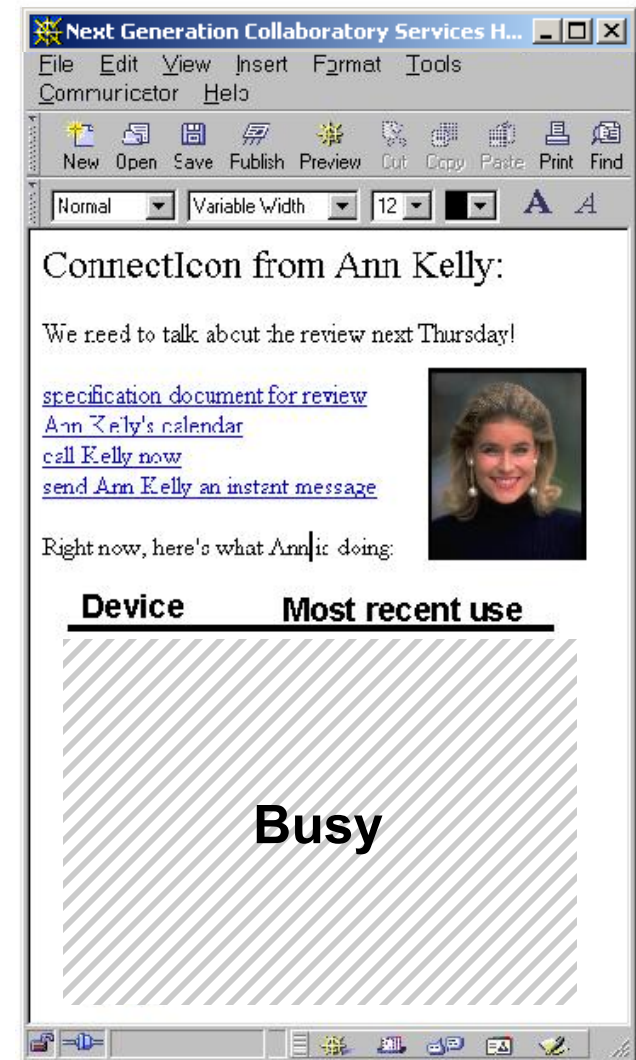 Next Generation Collaboratory Services H...
File Edit View Insert Format Tools
Communicator Help
New Open Save Publish Preview Cut Copy Paste Print Find
Normal Variable Width 12 A A
ConnectIcon from Ann Kelly:
We need to talk about the review next Thursday!
specification document for review
Ann Kelly's calendar
call Kelly now
send Ann Kelly an instant message
Right now, here's what Ann is doing:
Device Most recent use
Busy